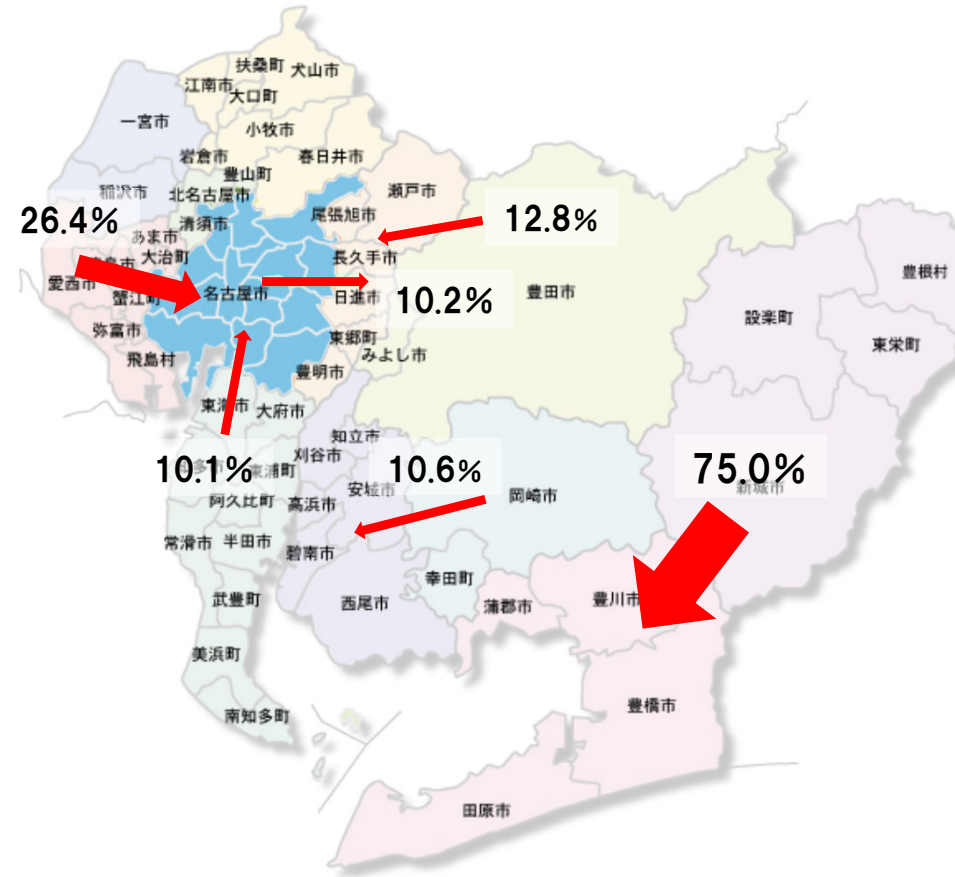 扶桑町
犬山市
江南市
大口町
一宮市
小牧市
岩倉市
春日井市
豊山町
瀬戸市
稲沢市
北名古屋市
尾張旭市
26.4%
清須市
12.8%
あま市
大治町
長久手市
愛西市
蟹江町
名古屋市
日進市
10.2%
豊田市
豊根村
設楽町
弥富市
東郷町
みよし市
東栄町
飛島村
豊明市
東海市
大府市
知立市
刈谷市
10.1%
東浦町
10.6%
75.0%
安城市
新城市
岡崎市
阿久比町
高浜市
常滑市
半田市
碧南市
幸田町
武豊町
西尾市
蒲郡市
豊川市
美浜町
豊橋市
南知多町
田原市